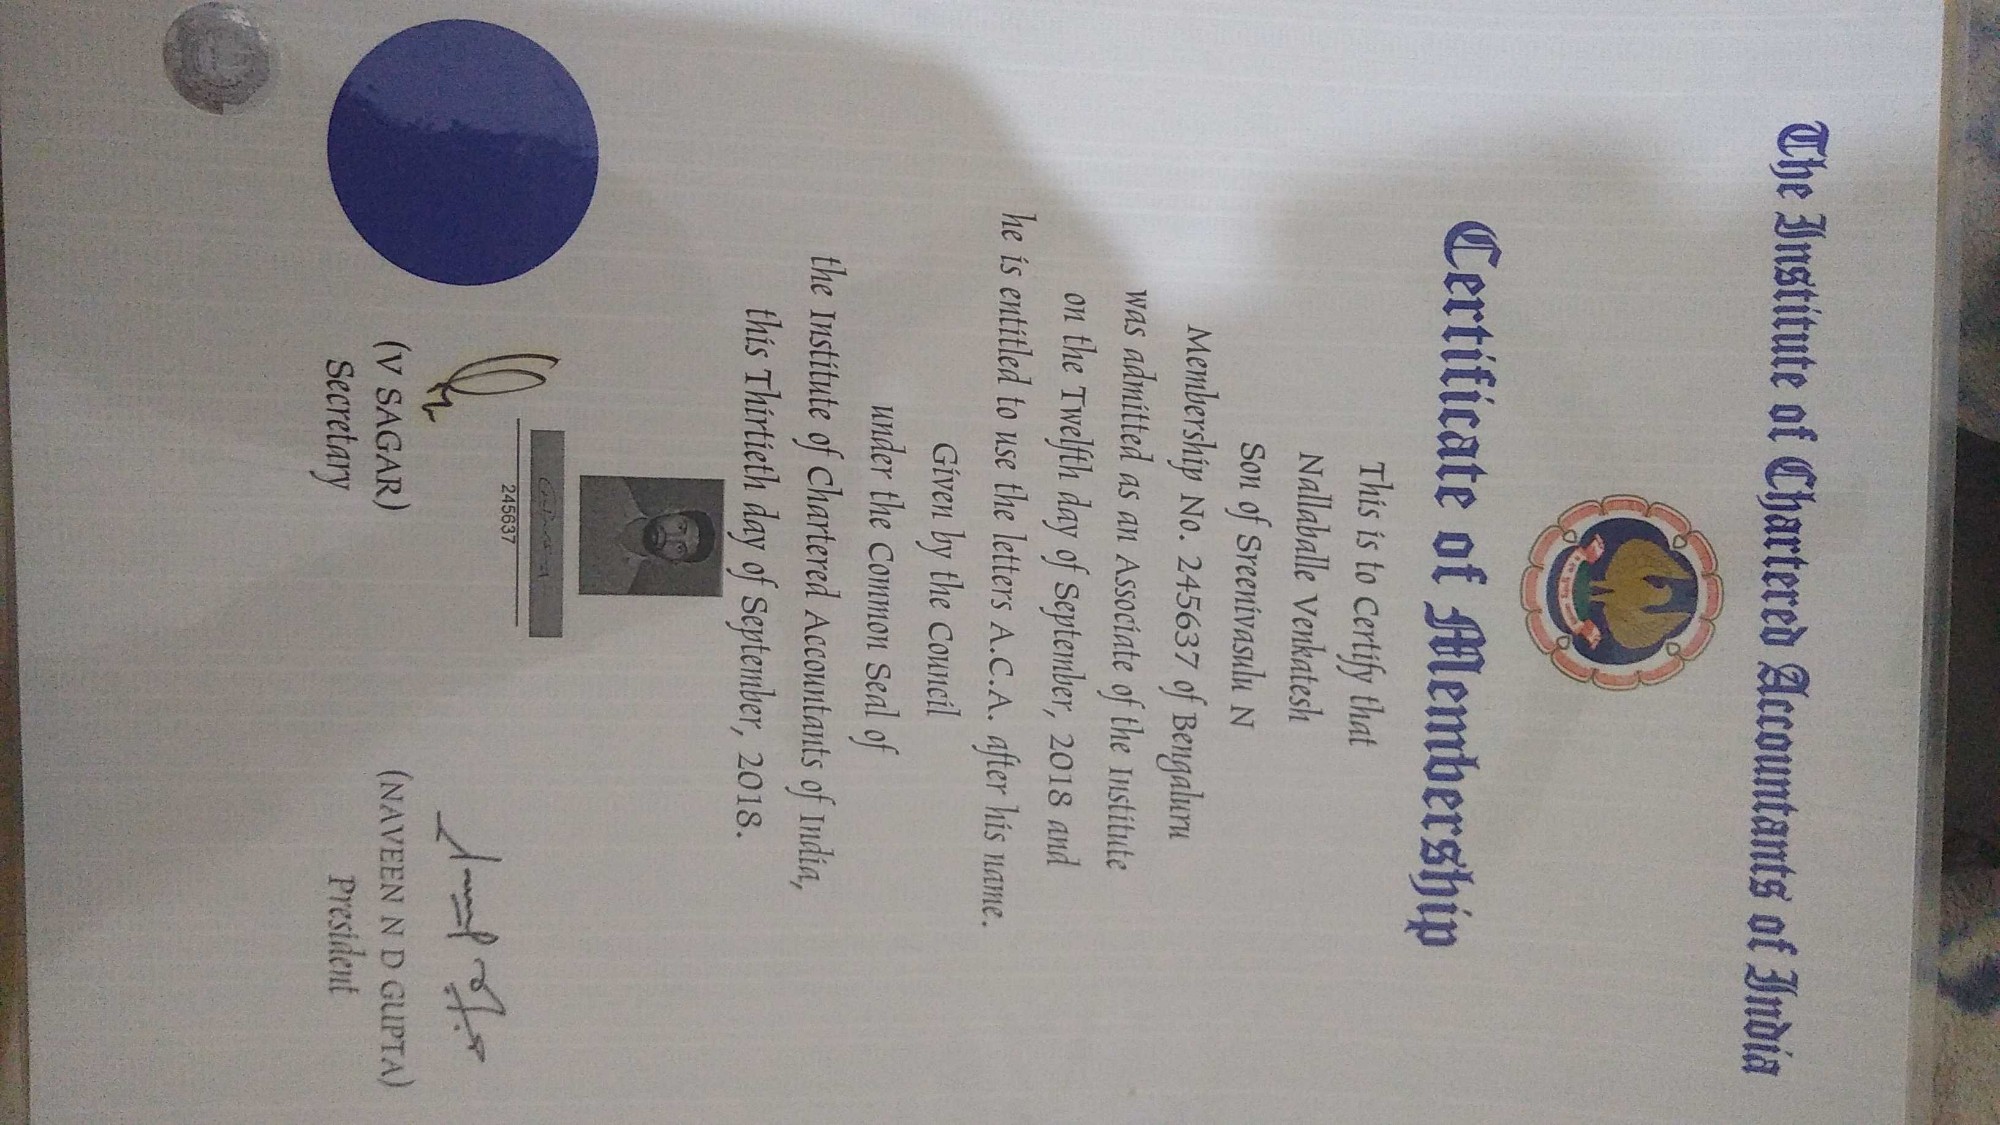 The Institute of Chartered Accountants of India
Certificate of Membership
This is to Certify that
Nallaballe Venkatesh
Son of Sreenivasulu N
Membership No. 245637 of Bengaluru
was admitted as an Associate of the Institute
on the Twelfth day of September, 2018 and
he is entitled to use the letters A.C.A. after his name.
Given by the Council
under the Common Seal of
the Institute of Chartered Accountants of India,
this Thirtieth day of September, 2018.
245637
(V SAGAR)
Secretary
(NAVEEN N D GUPTA)
President